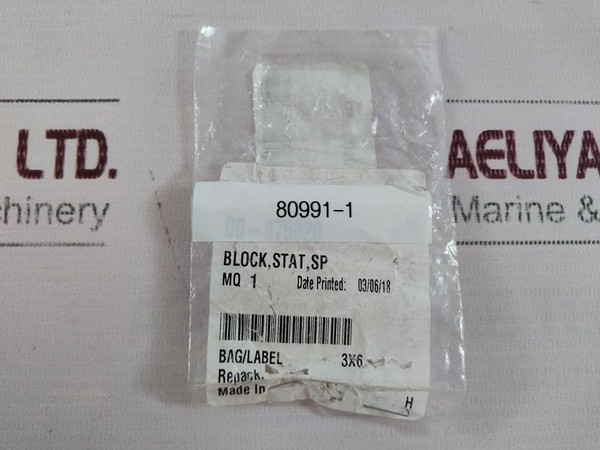 LTD.
chinery
AELIYA
Marine &
80991-1
BLOCK,STAT,SP
MQ 1 Date Printed: 03/06/18
BAG/LABEL 3X6
Repack.
Made In
H